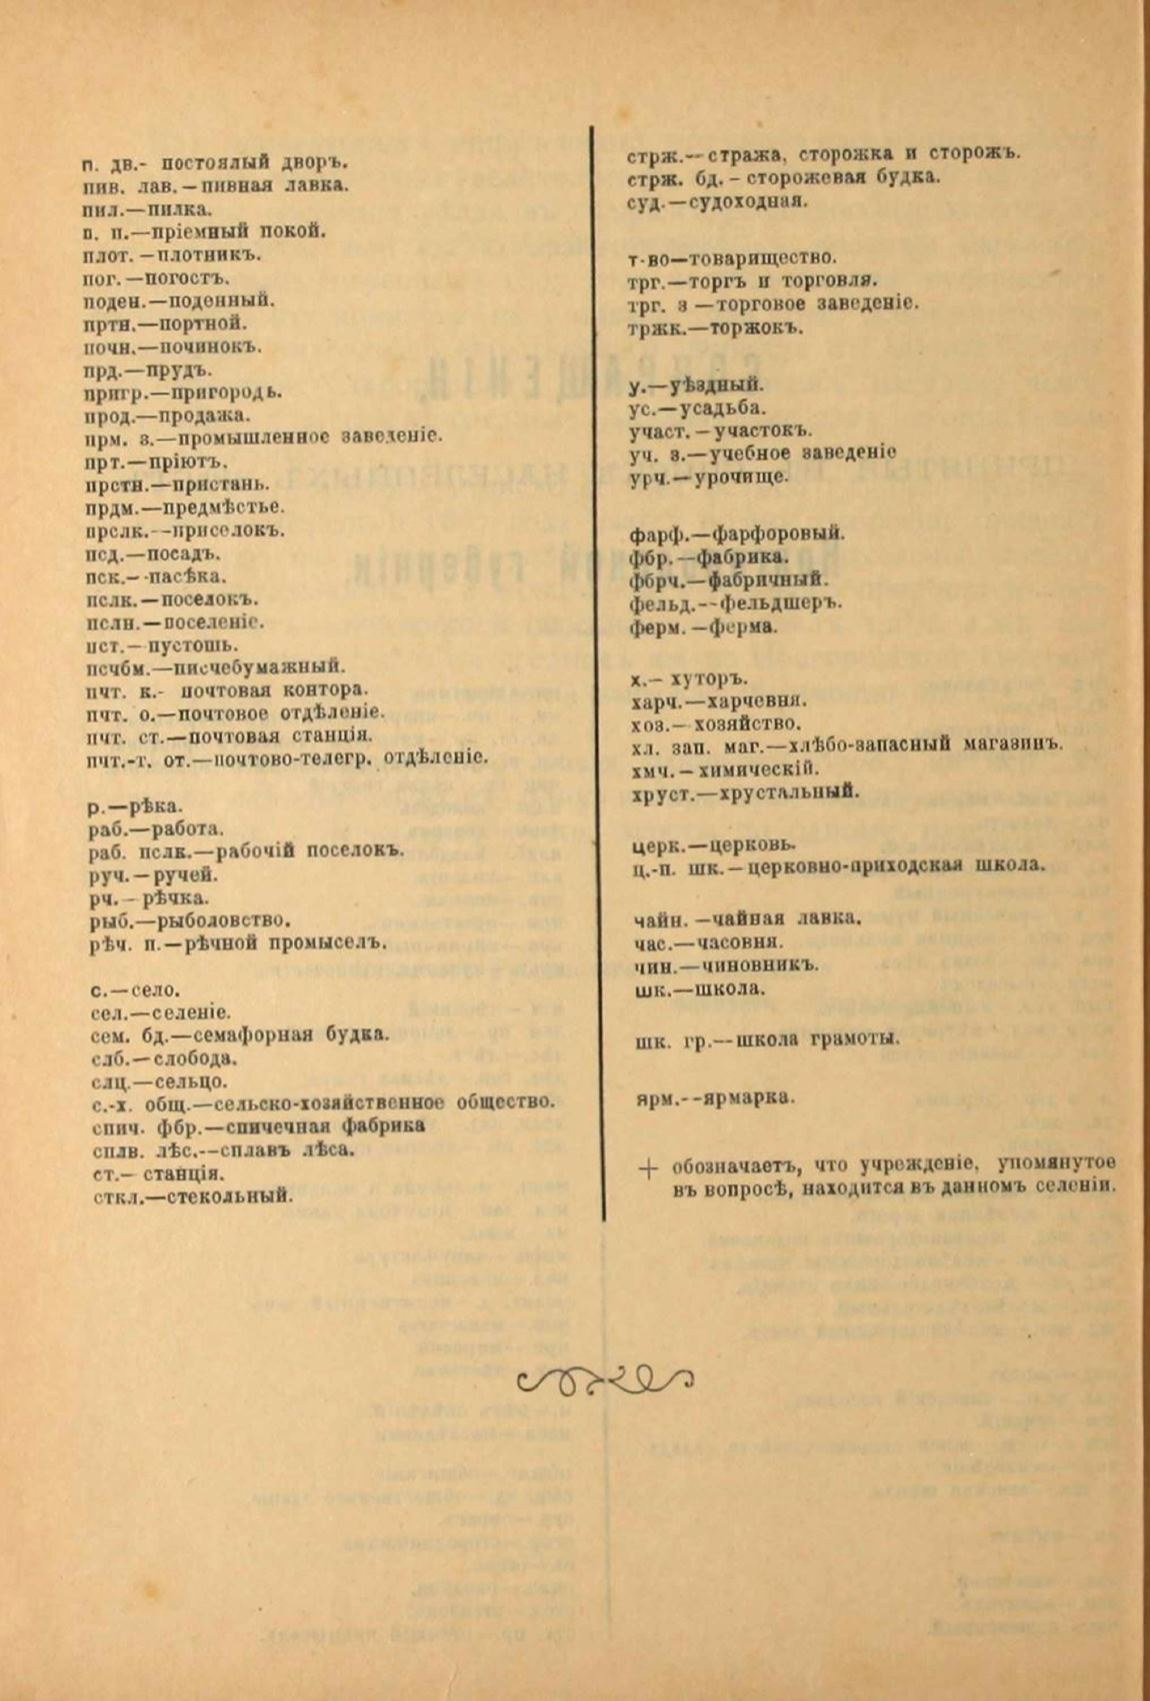 п. дв.- постоялый дворъ.
пив. лав.—пивная лавка.
пил.—пилка.
п. п.—пріемный покой.
плот.—плотникъ.
пог.—погостъ.
поден.—поденный.
пртн.—портной.
почн.—починокъ.
прд.—прудъ.
пригр.—пригородь.
прод.—продажа.
прм. з.—промышленное заведеніе.
прт.—пріютъ.
прстн.—пристань.
прдм.—предмѣстье.
прслк.--приселокъ.
псд.—посадъ.
пск.--пасѣка.
пслк.—поселокъ.
пслн.—поселеніе.
пст.—пустошь.
псчбм.—писчебумажный.
пчт. к.- почтовая контора.
пчт. о.—почтовое отдѣленіе.
пчт. ст.—почтовая станція.
пчт.-т. от.—почтово-телегр. отдѣленіе.
р.—рѣка.
раб.—работа.
раб. пслк.—рабочій поселокъ.
руч.—ручей.
рч.—рѣчка.
рыб.—рыболовство.
рѣч. п.—рѣчной промыселъ.
с.—село.
сел.—селеніе.
сем. бд.—семафорная будка.
слб.—слобода.
слц.—сельцо.
с.-х. общ.—сельско-хозяйственное общество.
спич. фбр.—спичечная фабрика
сплв. лѣс.--сплавъ лѣса.
ст.—станція.
сткл.—стекольный.
стрж.--стража, сторожка и сторожъ.
стрж. бд.–сторожевая будка.
суд.—судоходная.
т-во—товарищество.
трг.—торгъ и торговля.
трг. з —торговое заведеніе.
тржк.—торжокъ.
у.—уѣздный.
ус.—усадьба.
участ.—участокъ.
уч. з.—учебное заведеніе
урч.—урочище.
фарф.—фарфоровый.
фбр.—фабрика.
фбрч.—фабричный.
фельд.--фельдшеръ.
ферм.—ферма.
х.— хуторъ.
харч.—харчевня.
хоз.—хозяйство.
хл. зап. маг.—хлѣбо-запасный магазинъ.
хмч.—химическій.
хруст.—хрустальный.
церк.—церковь.
ц.-п. шк.—церковно-приходская школа.
чайн.—чайная лавка.
час.—часовня.
чин.—чиновникъ.
шк.—школа.
шк. гр.—школа грамоты.
ярм.--ярмарка.
+ обозначаетъ, что учрежденіе, упомянутое
въ вопросѣ, находится въ данномъ селеніи.